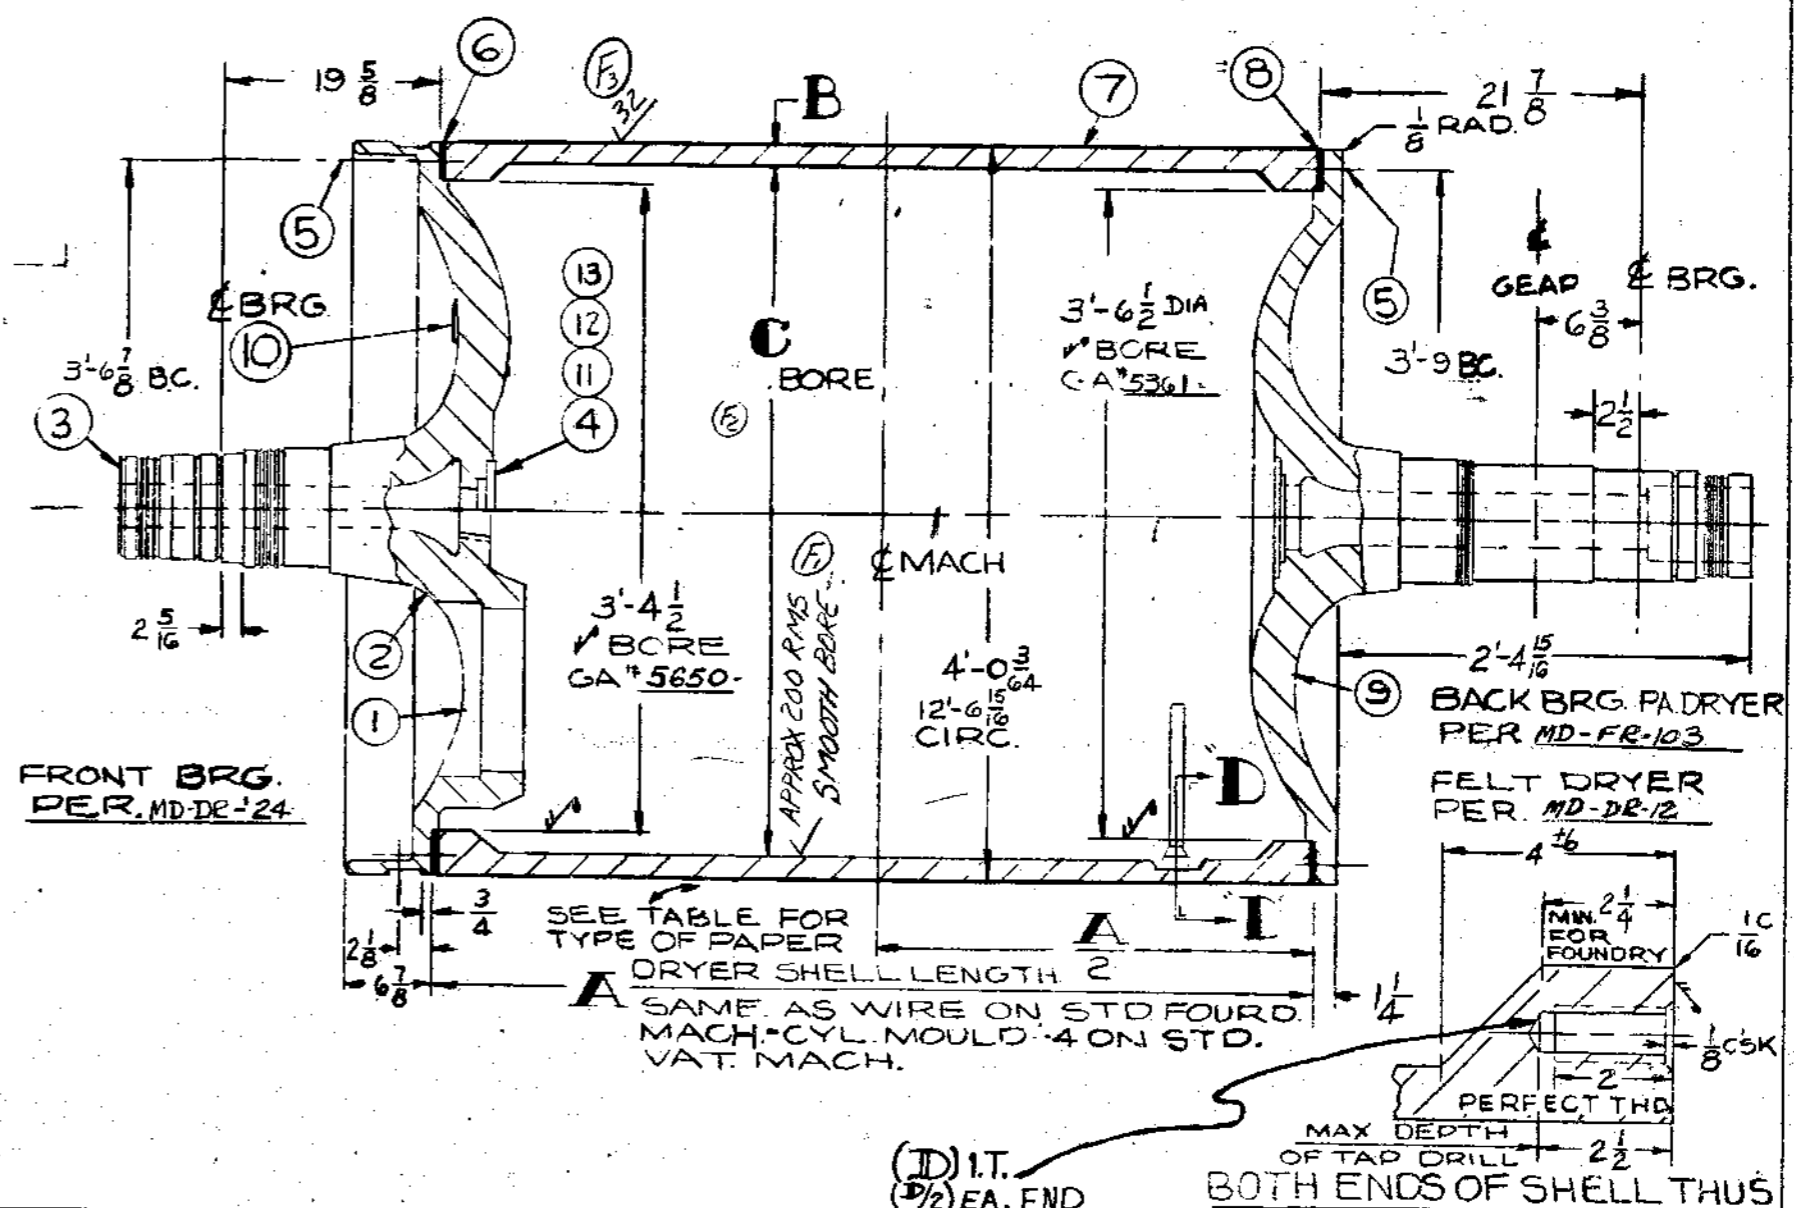 19 5/8
6
F3
32
B
7
8
21 7/8
1/8 RAD.
5
℄ BRG
10
3'-6 7/8 B.C.
3
13
12
11
4
C
BORE
F2
3'-6 1/2 DIA
BORE
GA#5361-
5
GEAR
℄ BRG.
6 3/8
3'-9 BC.
2 1/2
℄ MACH
F1
APPROX 200 RMS
SMOOTH BORE
2 5/16
2
1
3'-4 1/2
BORE
GA# 5650-
4'-0 3/64
12'-6 15/16
CIRC.
D
2'-4 15/16
9
BACK BRG. PA.DRYER
PER MD-FR-103
FELT DRYER
PER. MD-DR-12
FRONT BRG.
PER. MD-DR-124
3/4
2 1/8
6 7/8
SEE TABLE FOR
TYPE OF PAPER
DRYER SHELL LENGTH
A
A
2
SAME AS WIRE ON STD FOURD.
MACH.-CYL. MOULD -4 ON STD.
VAT. MACH.
1 1/4
4 ±6
2 1/4
MIN.
FOR
FOUNDRY
1/16 C
1/8 CSK
2
PERFECT THD
MAX DEPTH
OF TAP DRILL
2 1/2
BOTH ENDS OF SHELL THUS
(D) I.T.
(D/2) EA. END